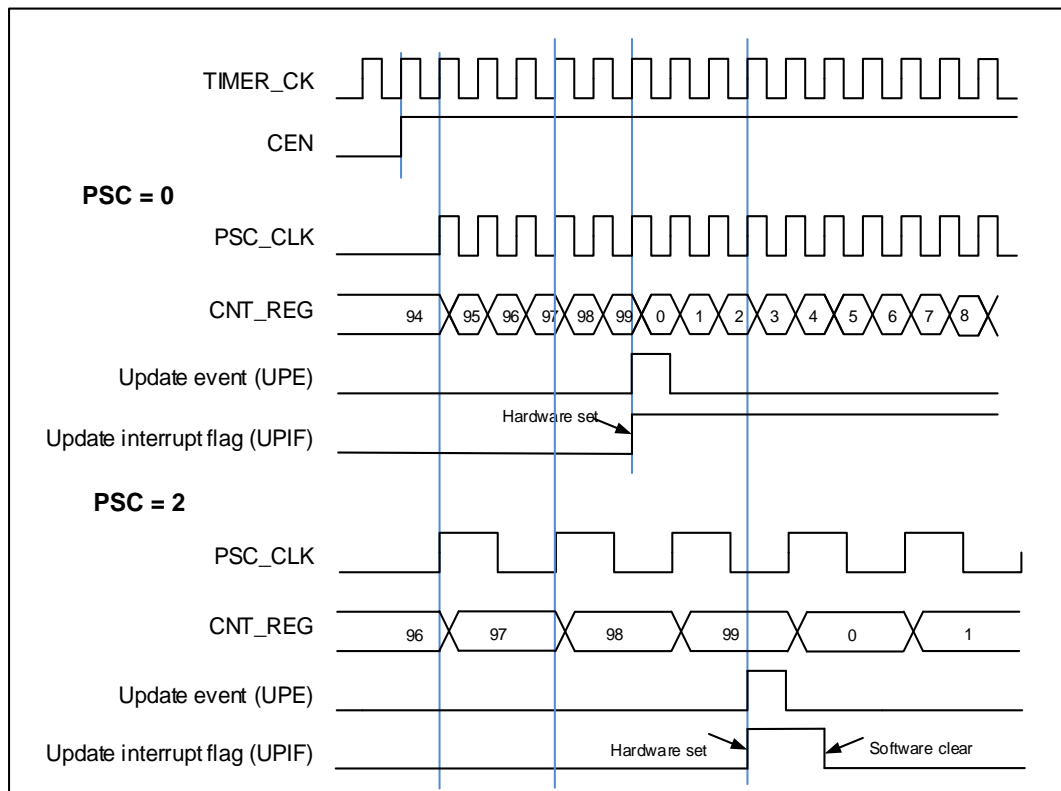 TIMER_CK
CEN
PSC = 0
PSC_CLK
CNT_REG 94 95 96 97 98 99 0 1 2 3 4 5 6 7 8
Update event (UPE)
Hardware set
Update interrupt flag (UPIF)
PSC = 2
PSC_CLK
CNT_REG 96 97 98 99 0 1
Update event (UPE)
Update interrupt flag (UPIF) Hardware set Software clear